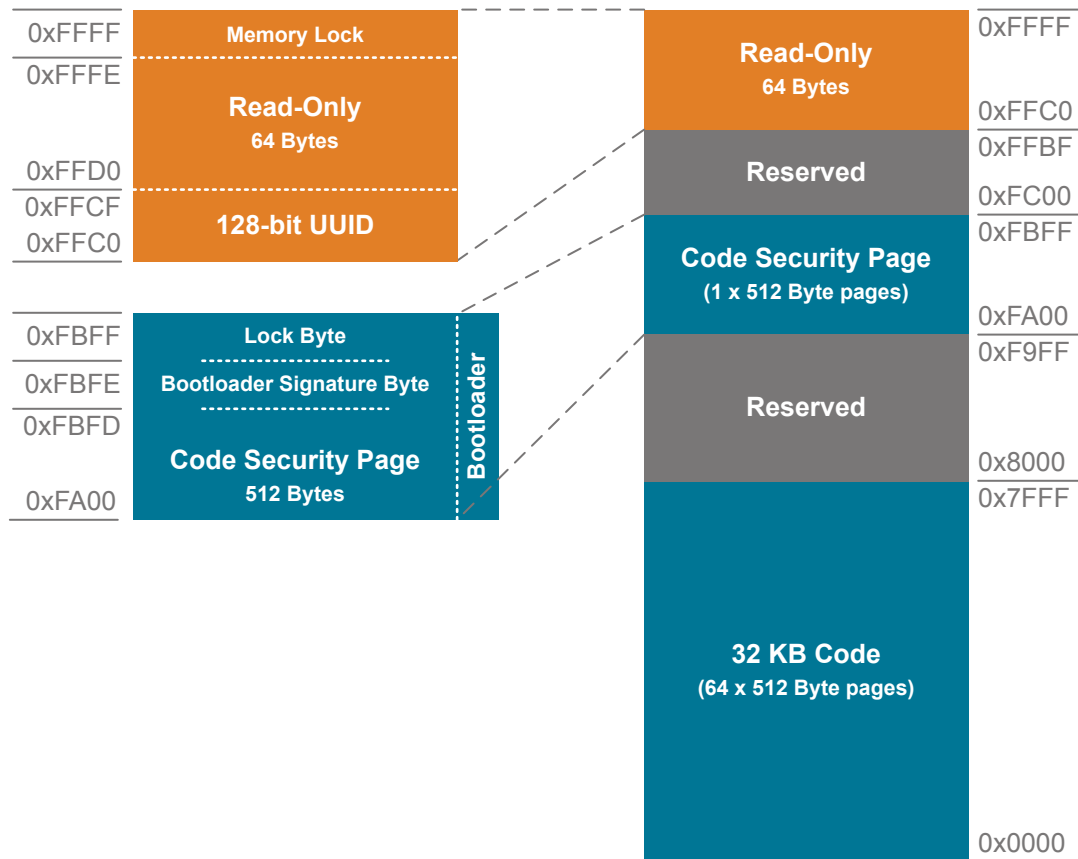 0xFFFF
Memory Lock
0xFFFE
Read-Only
64 Bytes
0xFFD0
0xFFCF
128-bit UUID
0xFFC0
0xFBFF
Lock Byte
0xFBFE
Bootloader Signature Byte
0xFBFD
Code Security Page
512 Bytes
0xFA00
Bootloader
0xFFFF
Read-Only
64 Bytes
0xFFC0
0xFFBF
Reserved
0xFC00
0xFBFF
Code Security Page
(1 x 512 Byte pages)
0xFA00
0xF9FF
Reserved
0x8000
0x7FFF
32 KB Code
(64 x 512 Byte pages)
0x0000